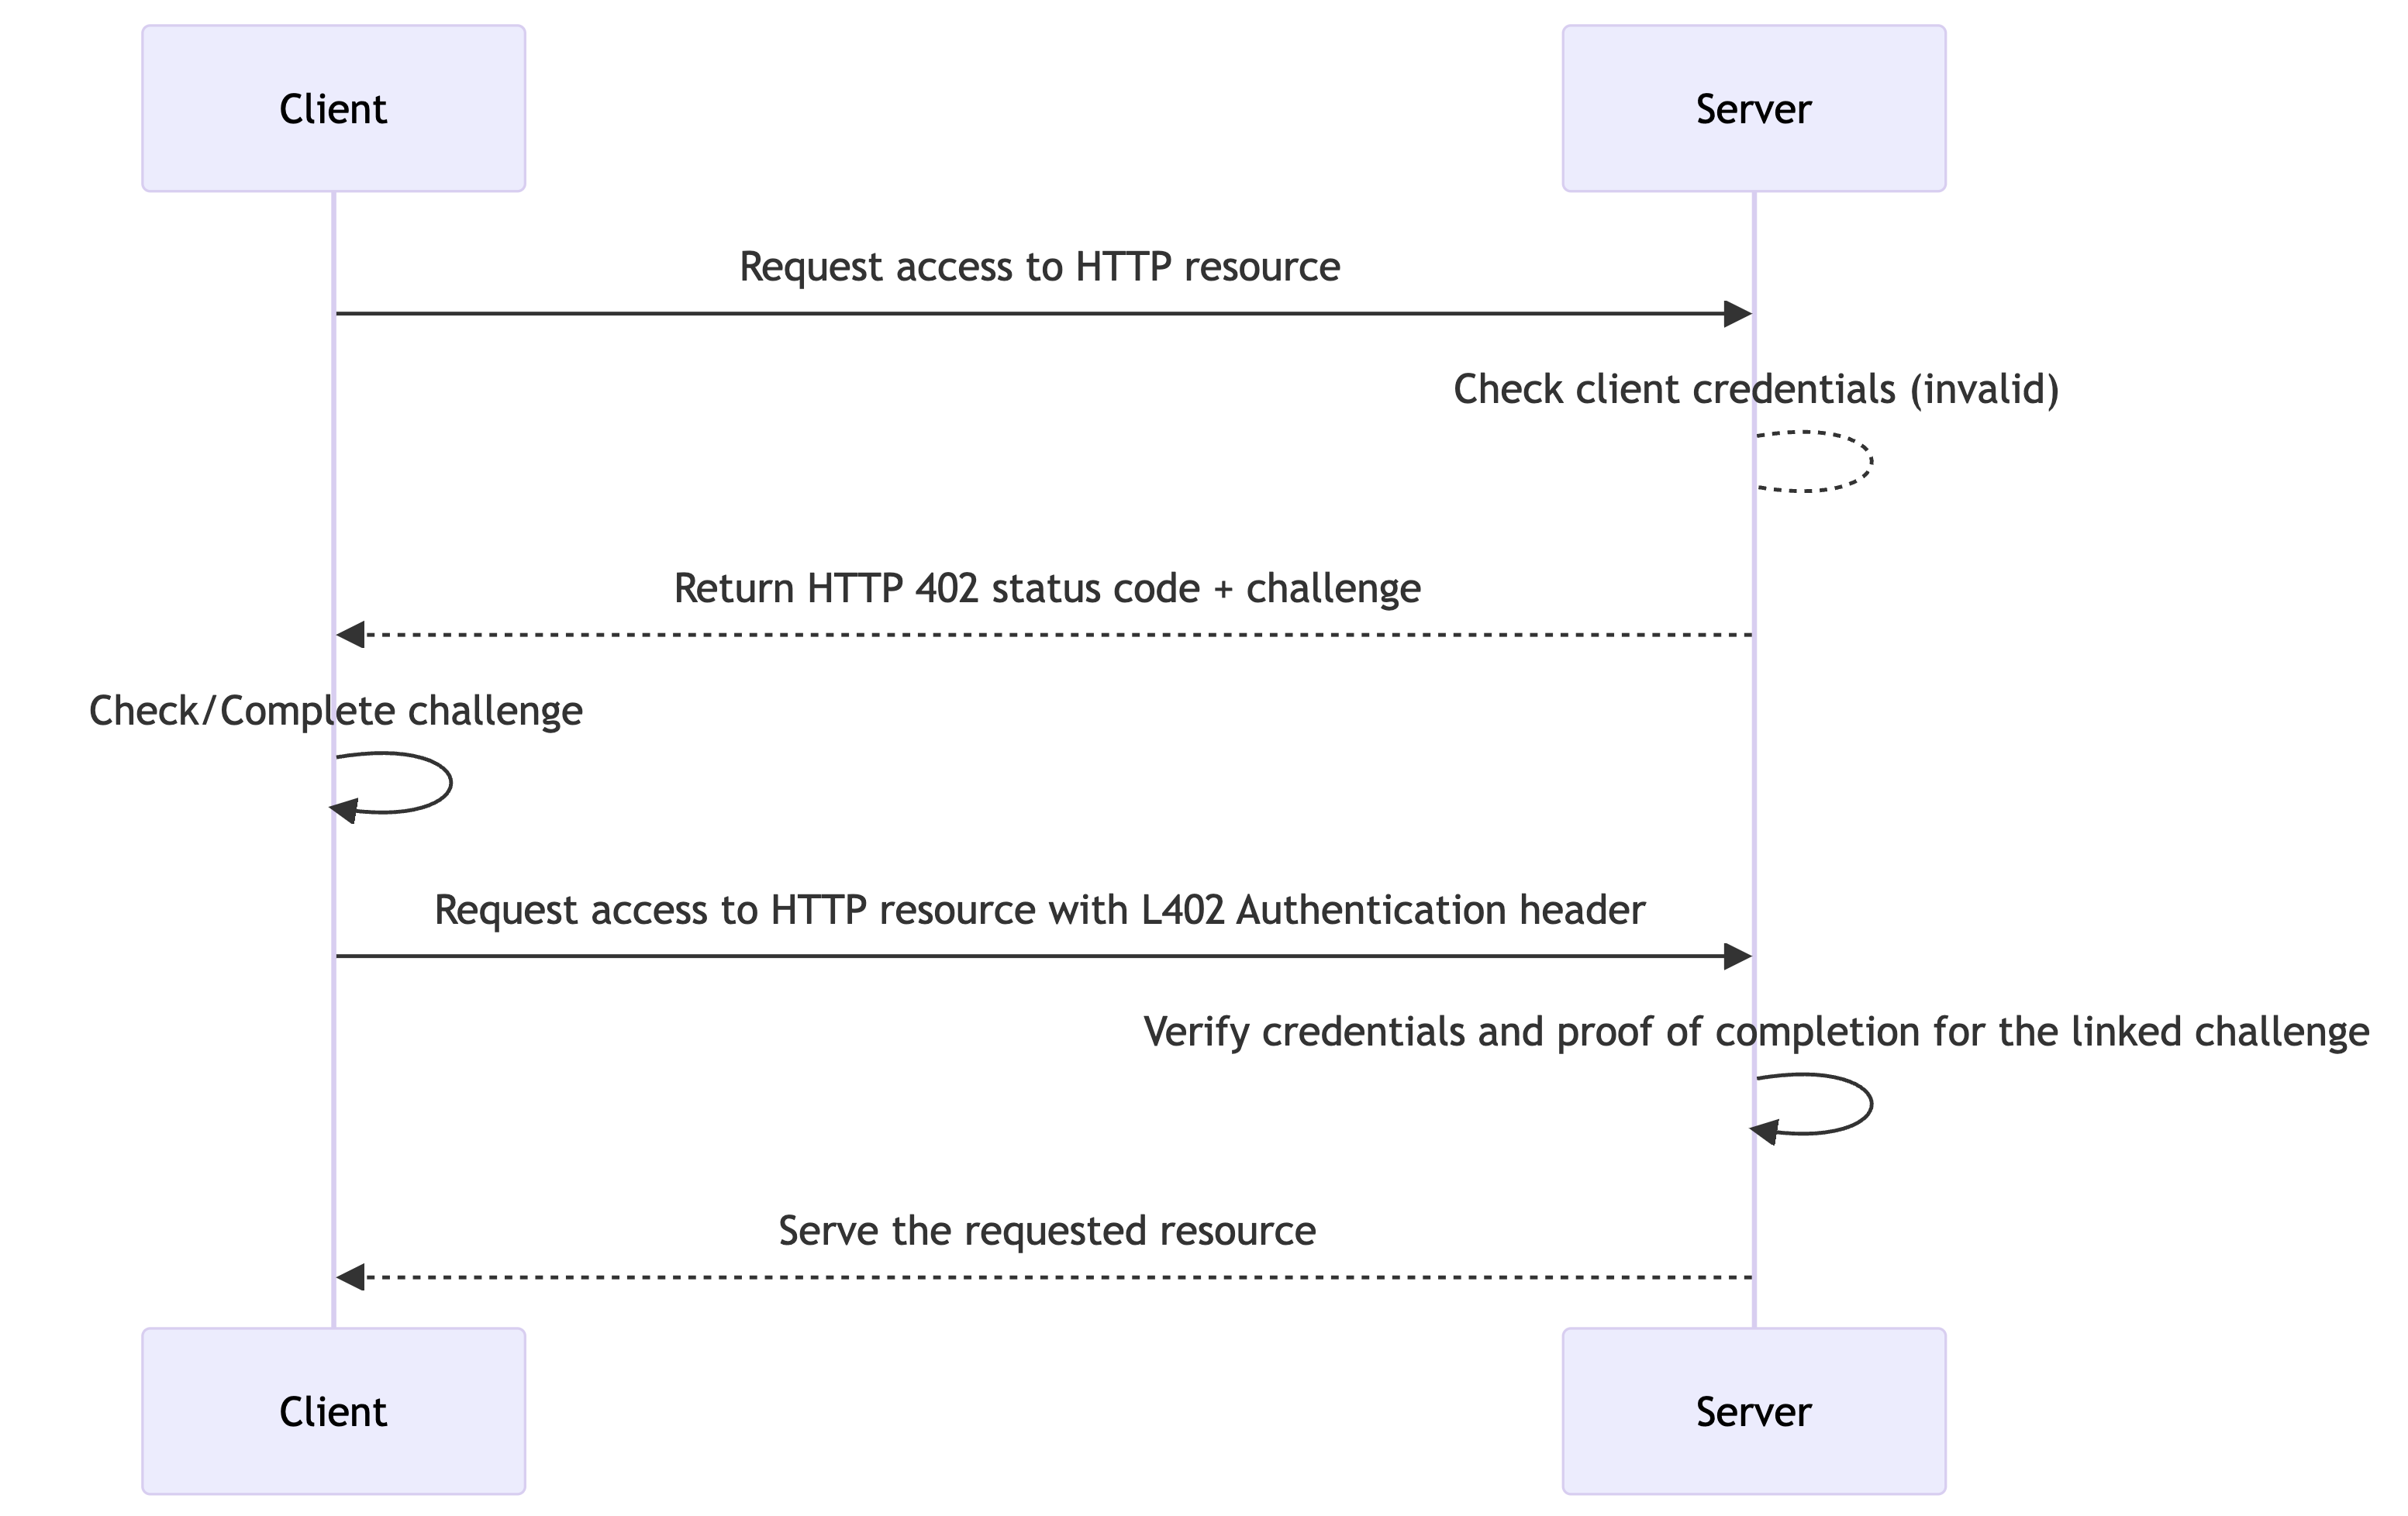 Client
Server
Request access to HTTP resource
Check client credentials (invalid)
Return HTTP 402 status code + challenge
Check/Complete challenge
Request access to HTTP resource with L402 Authentication header
Verify credentials and proof of completion for the linked challenge
Serve the requested resource
Client
Server